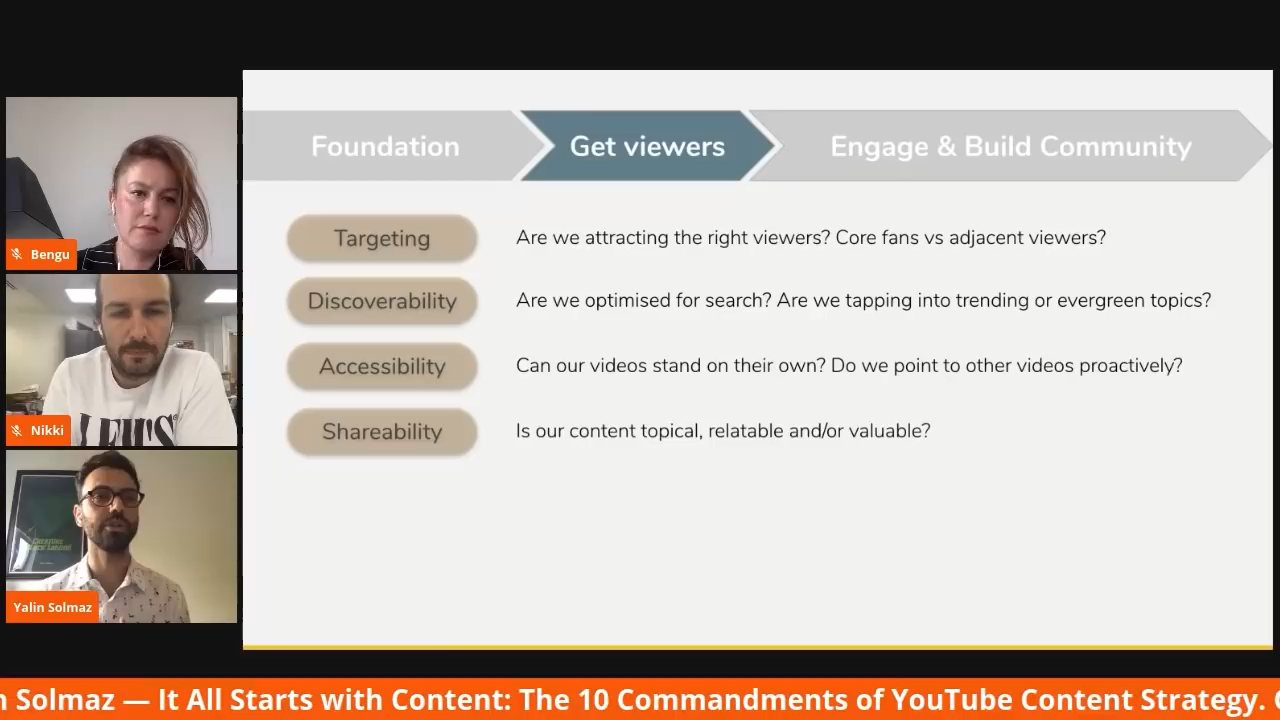 Foundation
Get viewers
Engage & Build Community
Targeting
Are we attracting the right viewers? Core fans vs adjacent viewers?
Discoverability
Are we optimised for search? Are we tapping into trending or evergreen topics?
Accessibility
Can our videos stand on their own? Do we point to other videos proactively?
Shareability
Is our content topical, relatable and/or valuable?
Bengu
Nikki
Yalin Solmaz
n Solmaz — It All Starts with Content: The 10 Commandments of YouTube Content Strategy.